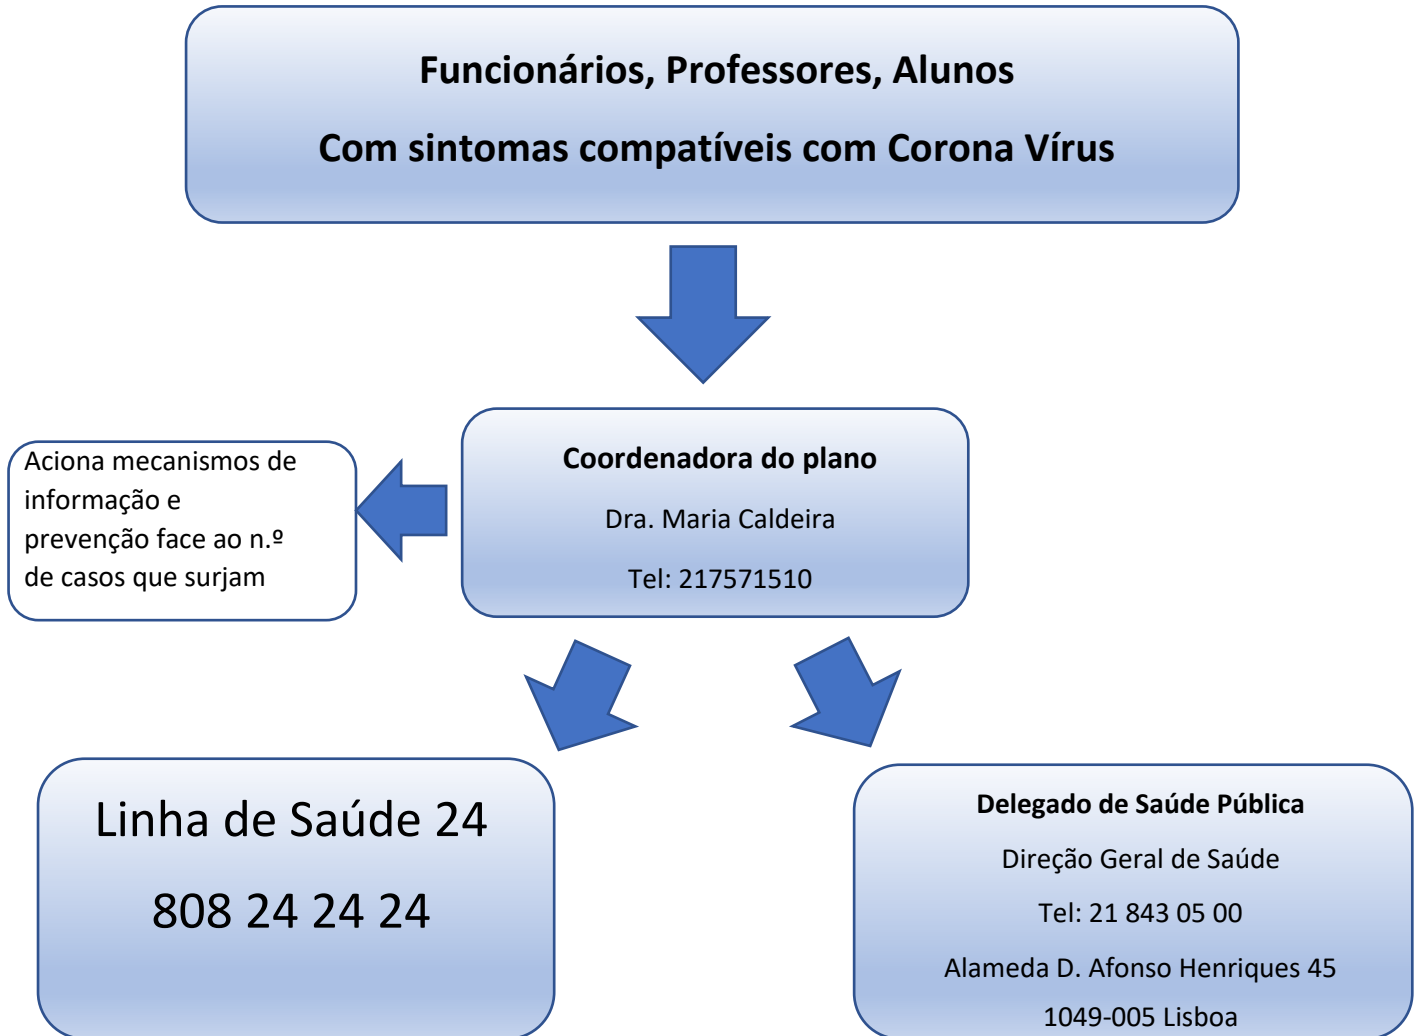 Funcionários, Professores, Alunos
Com sintomas compatíveis com Corona Vírus
Aciona mecanismos de
informação e
prevenção face ao n.º
de casos que surjam
Coordenadora do plano
Dra. Maria Caldeira
Tel: 217571510
Linha de Saúde 24
808 24 24 24
Delegado de Saúde Pública
Direção Geral de Saúde
Tel: 21 843 05 00
Alameda D. Afonso Henriques 45
1049-005 Lisboa